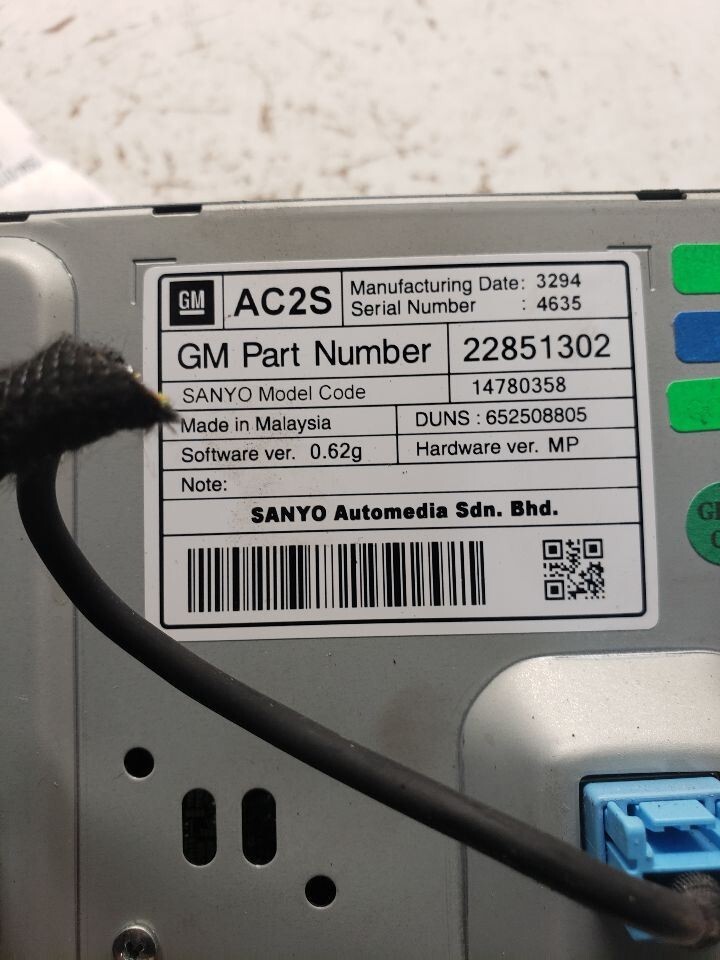 GM
AC2S
Manufacturing Date: 3294
Serial Number : 4635
GM Part Number 22851302
SANYO Model Code 14780358
Made in Malaysia DUNS : 652508805
Software ver. 0.62g Hardware ver. MP
Note:
SANYO Automedia Sdn. Bhd.